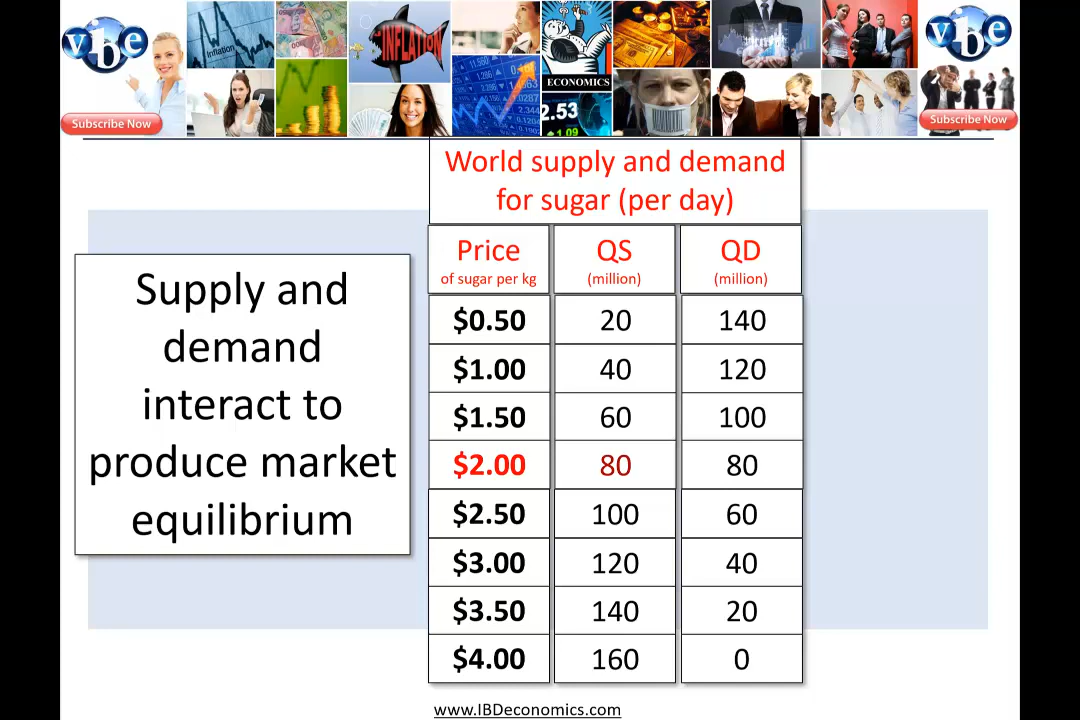 vbe
Subscribe Now
Inflation
INFLATION
ECONOMICS
2.53
1.09
vbe
Subscribe Now
World supply and demand
for sugar (per day)
Price QS QD
of sugar per kg (million) (million)
Supply and
demand
interact to
produce market
equilibrium
$0.50 20 140
$1.00 40 120
$1.50 60 100
$2.00 80 80
$2.50 100 60
$3.00 120 40
$3.50 140 20
$4.00 160 0
www.IBDeconomics.com